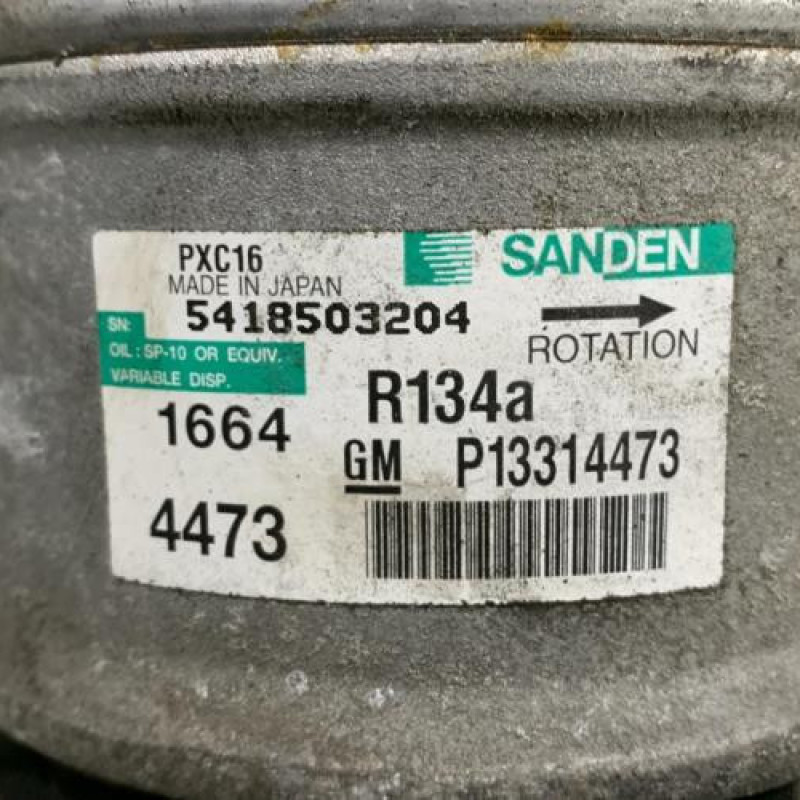 PXC16
MADE IN JAPAN
SANDEN
SN: 5418503204
ROTATION
OIL : SP-10 OR EQUIV.
VARIABLE DISP.
1664
R134a
GM P13314473
4473